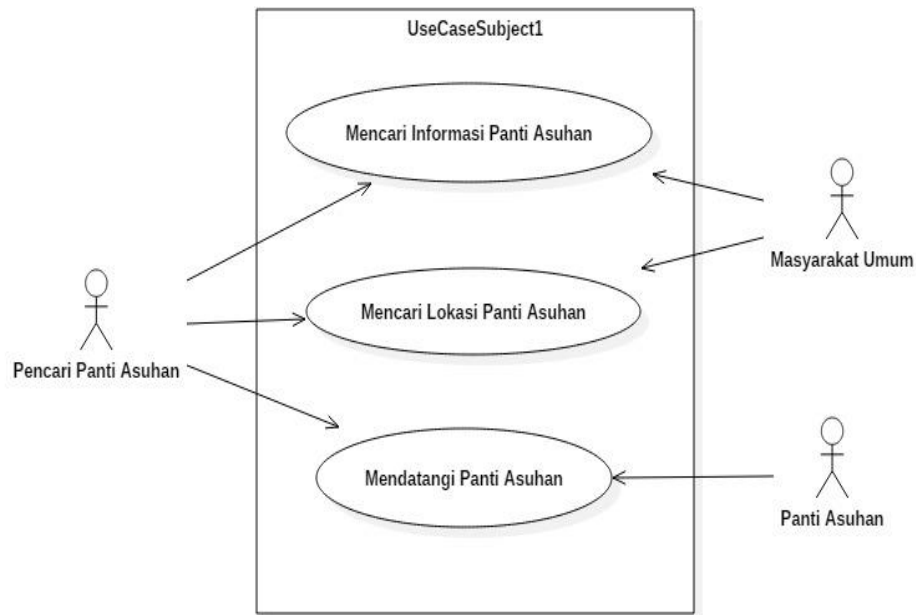 UseCaseSubject1
Mencari Informasi Panti Asuhan
Masyarakat Umum
Mencari Lokasi Panti Asuhan
Pencari Panti Asuhan
Mendatangi Panti Asuhan
Panti Asuhan